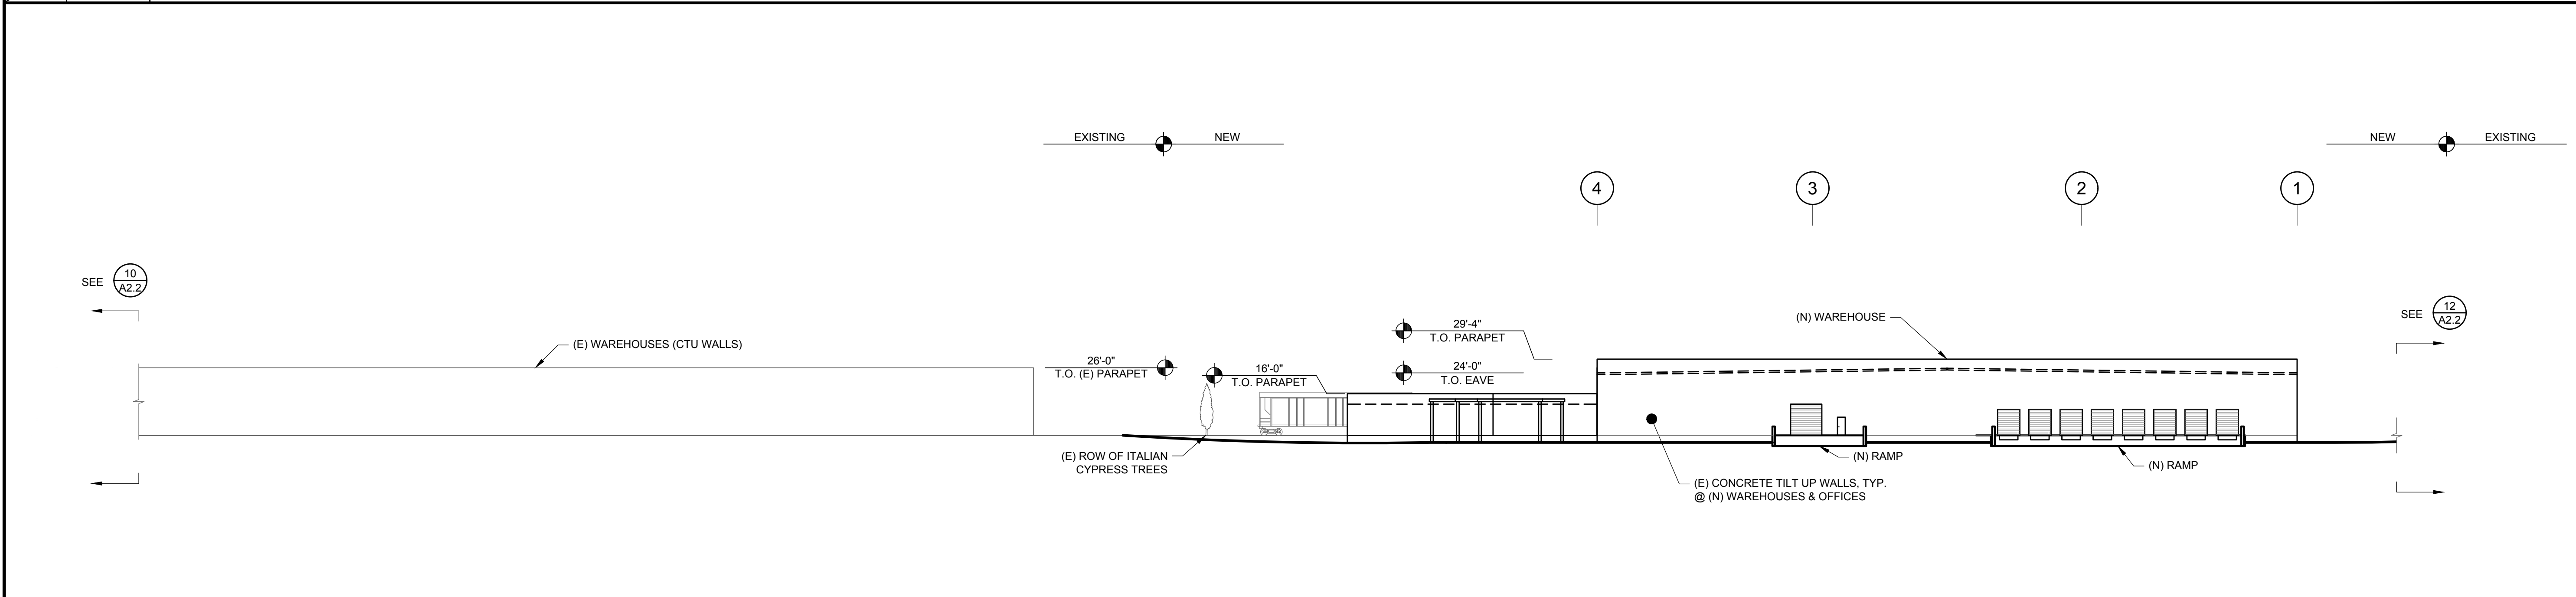 EXISTING NEW
NEW EXISTING
4 3 2 1
SEE 10
A2.2
SEE 12
A2.2
(E) WAREHOUSES (CTU WALLS)
26'-0"
T.O. (E) PARAPET
16'-0"
T.O. PARAPET
29'-4"
T.O. PARAPET
24'-0"
T.O. EAVE
(N) WAREHOUSE
(E) ROW OF ITALIAN
CYPRESS TREES
(N) RAMP
(N) RAMP
(E) CONCRETE TILT UP WALLS, TYP.
@ (N) WAREHOUSES & OFFICES